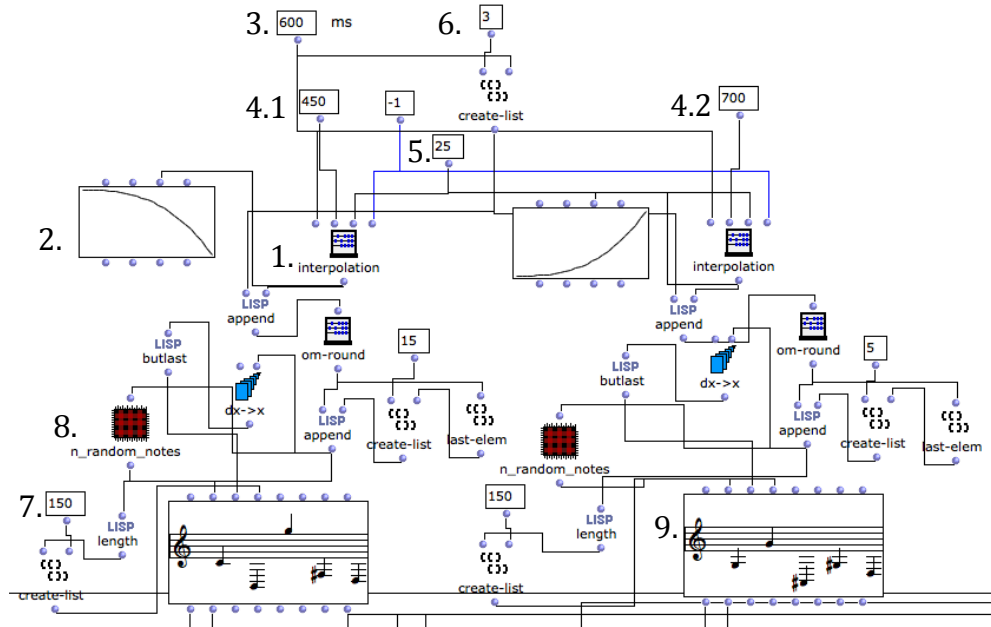 3. 600 ms 6. 3
4.1 450 -1 create-list 4.2 700
5. 25
2.
1. interpolation interpolation
LISP append LISP append
LISP butlast om-round 15 LISP butlast om-round 5
dx->x dx->x
8. n_random_notes LISP append create-list last-elem n_random_notes LISP append create-list last-elem
7. 150 LISP length 150 LISP length 9.
create-list create-list